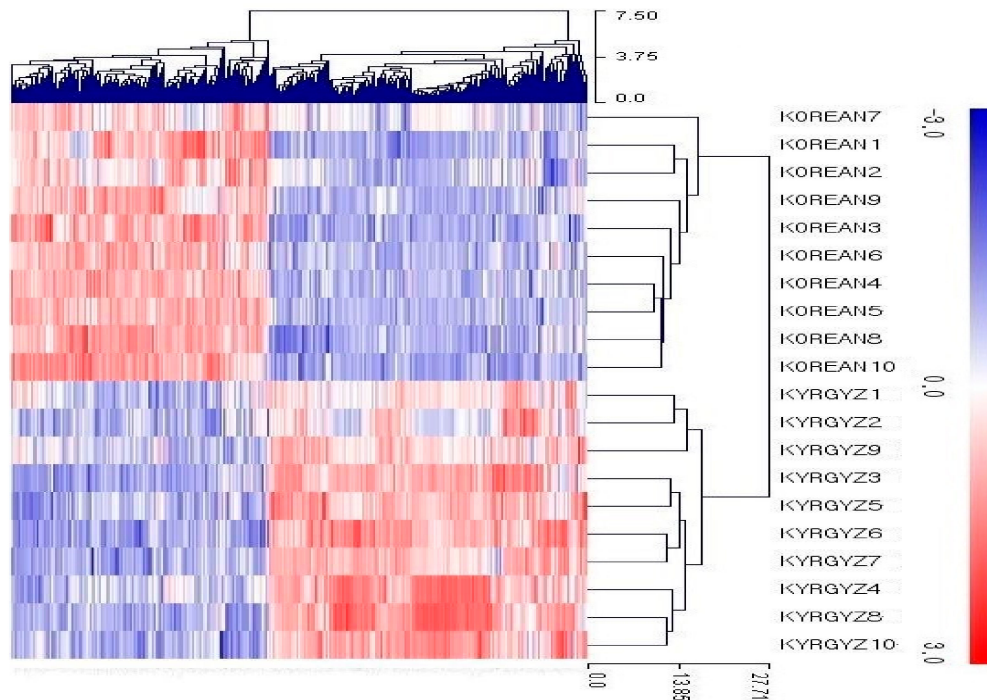 7.50
3.75
0.0
KOREAN7
KOREAN1
KOREAN2
KOREAN9
KOREAN3
KOREAN6
KOREAN4
KOREAN5
KOREAN8
KOREAN10
KYRGYZ1
KYRGYZ2
KYRGYZ9
KYRGYZ3
KYRGYZ5
KYRGYZ6
KYRGYZ7
KYRGYZ4
KYRGYZ8
KYRGYZ10
-3.0
0.0
3.0
0.0
13.85
27.71